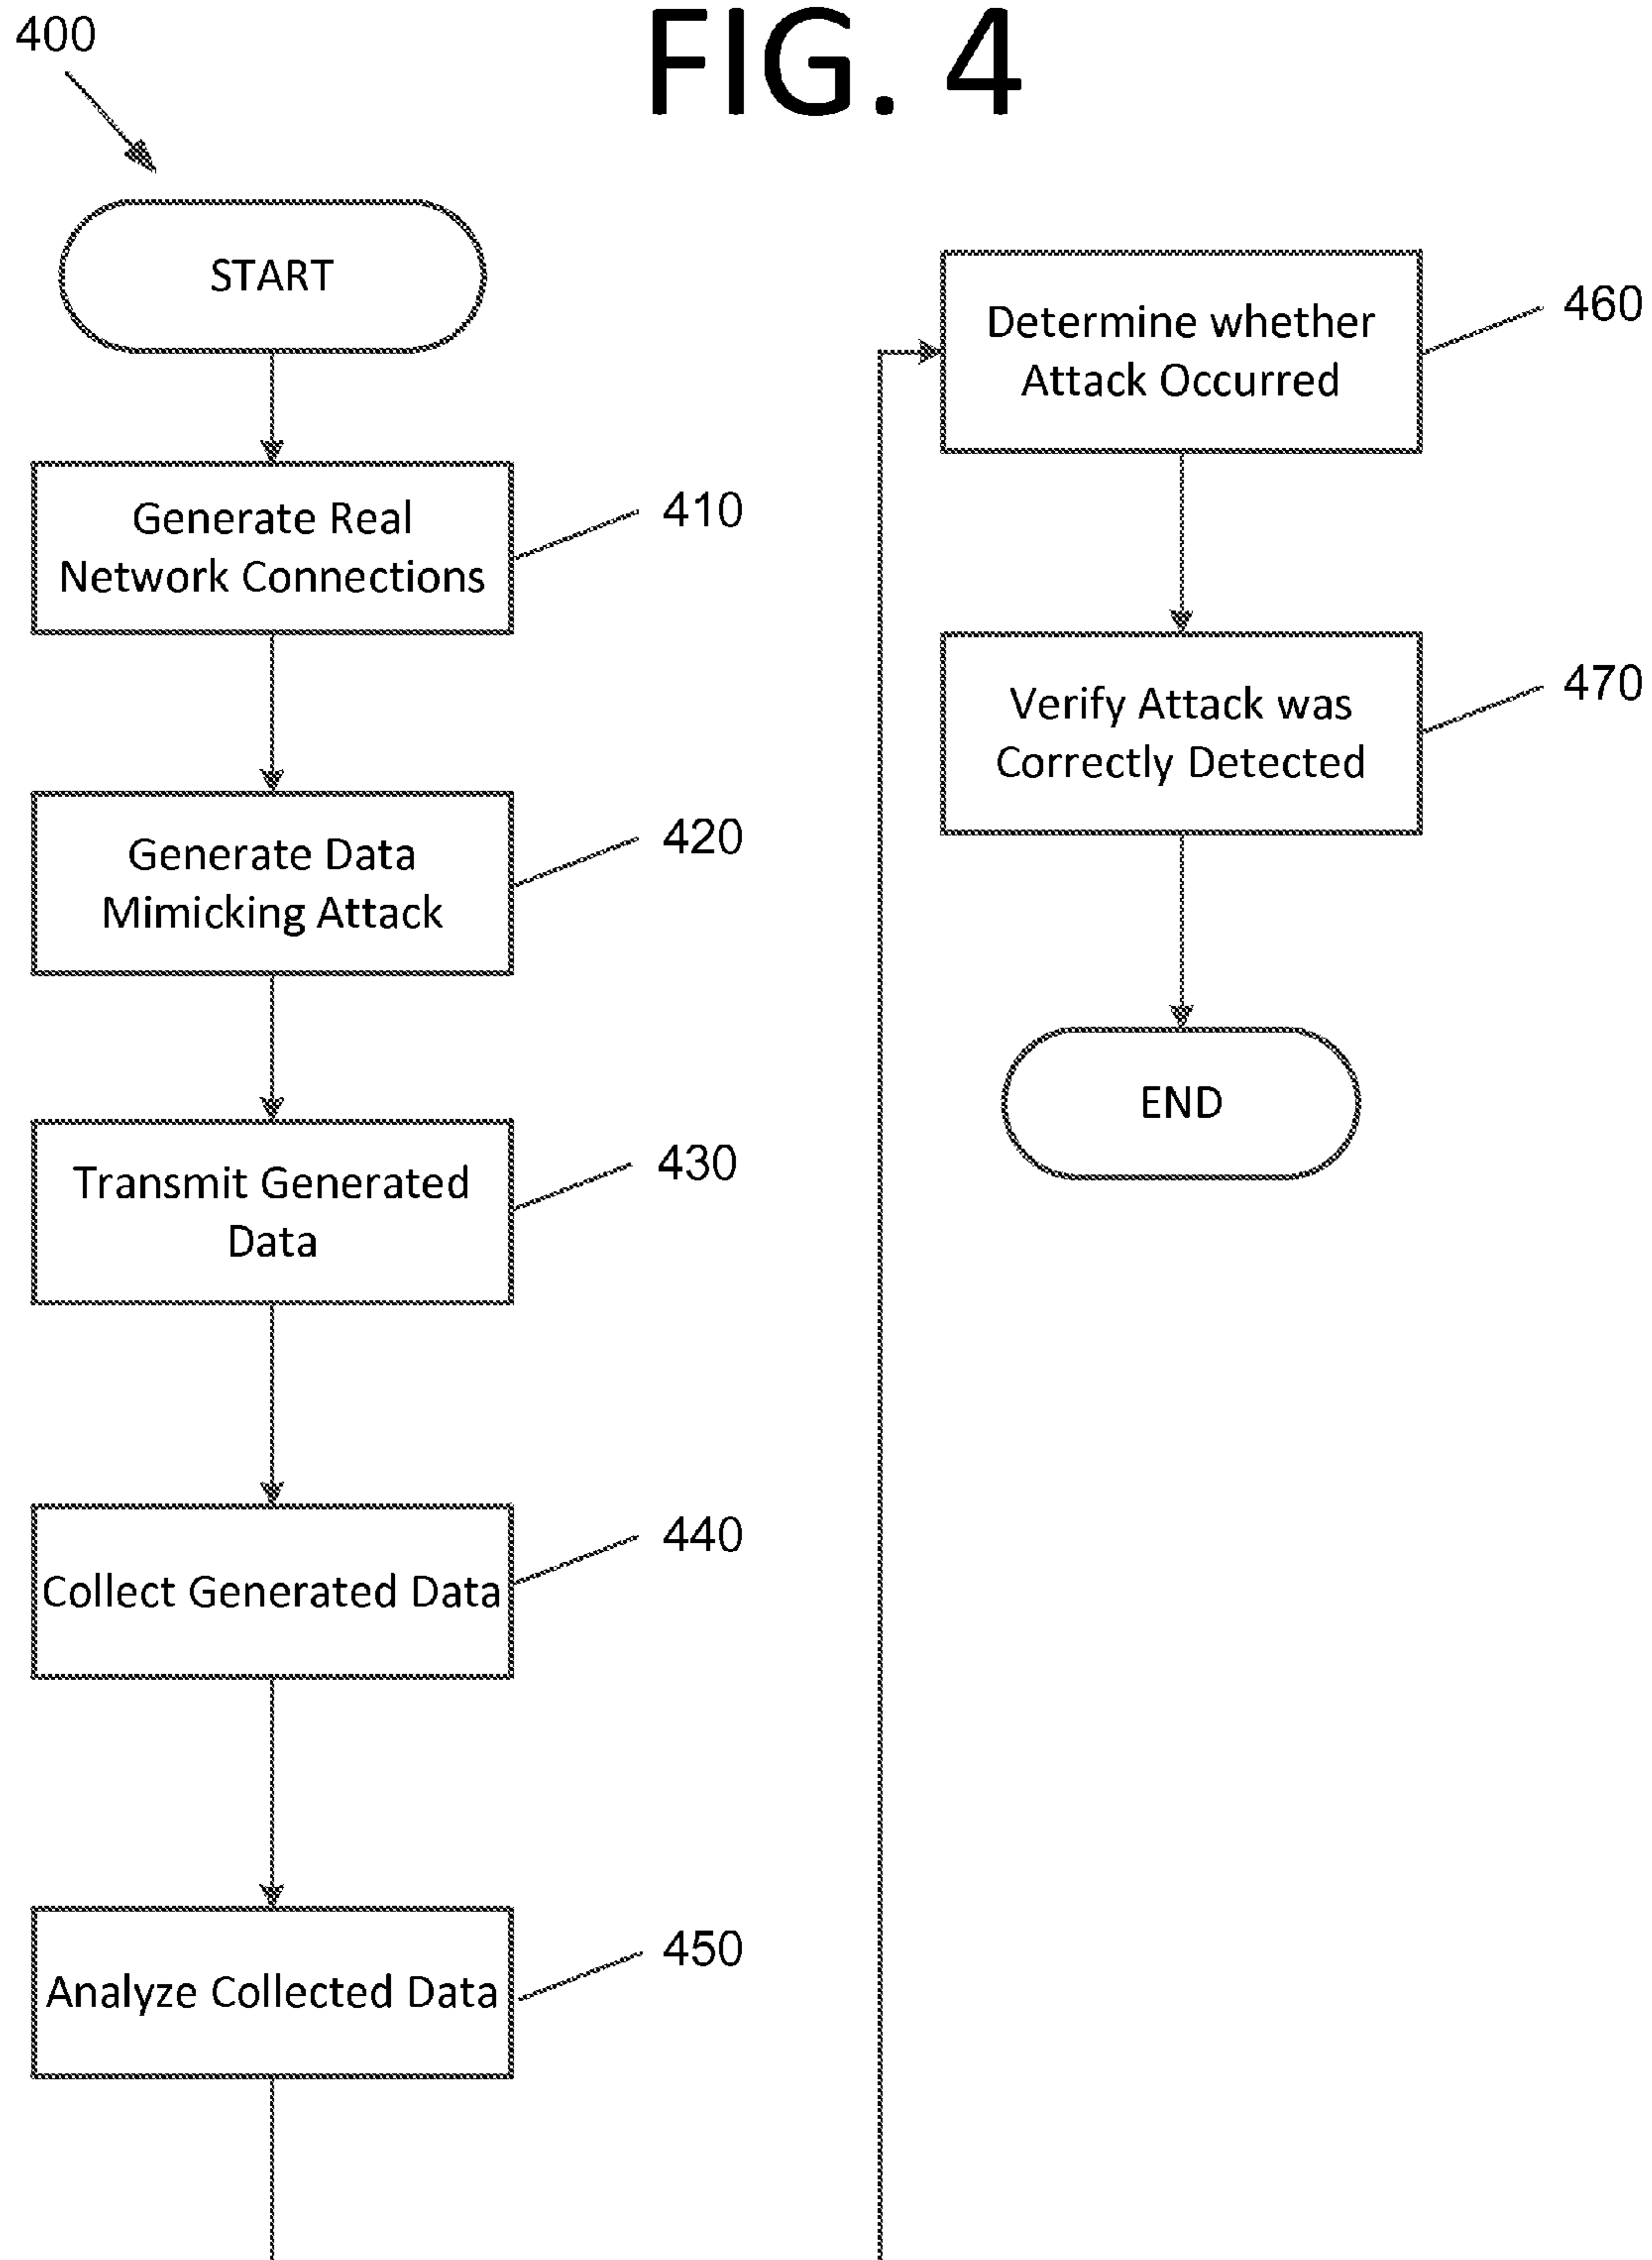 FIG. 4
400
START
Generate Real
Network Connections
410
Generate Data
Mimicking Attack
420
Transmit Generated
Data
430
Collect Generated Data
440
Analyze Collected Data
450
Determine whether
Attack Occurred
460
Verify Attack was
Correctly Detected
470
END